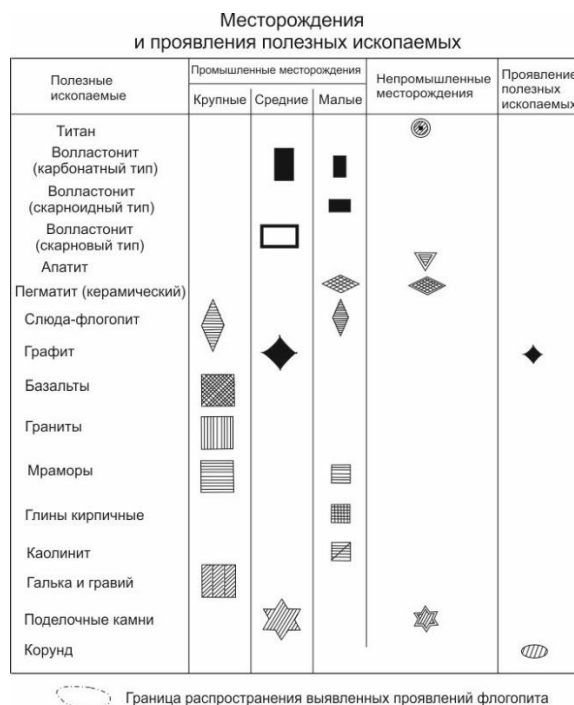 Месторождения
и проявления полезных ископаемых
Полезные
ископаемые
Промышленные месторождения
Крупные
Средние
Малые
Непромышленные
месторождения
Проявление
полезных
ископаемых
Титан
Волластонит
(карбонатный тип)
Волластонит
(скарноидный тип)
Волластонит
(скарновый тип)
Апатит
Пегматит (керамический)
Слюда-флогопит
Графит
Базальты
Граниты
Мраморы
Глины кирпичные
Каолинит
Галька и гравий
Поделочные камни
Корунд
Граница распространения выявленных проявлений флогопита